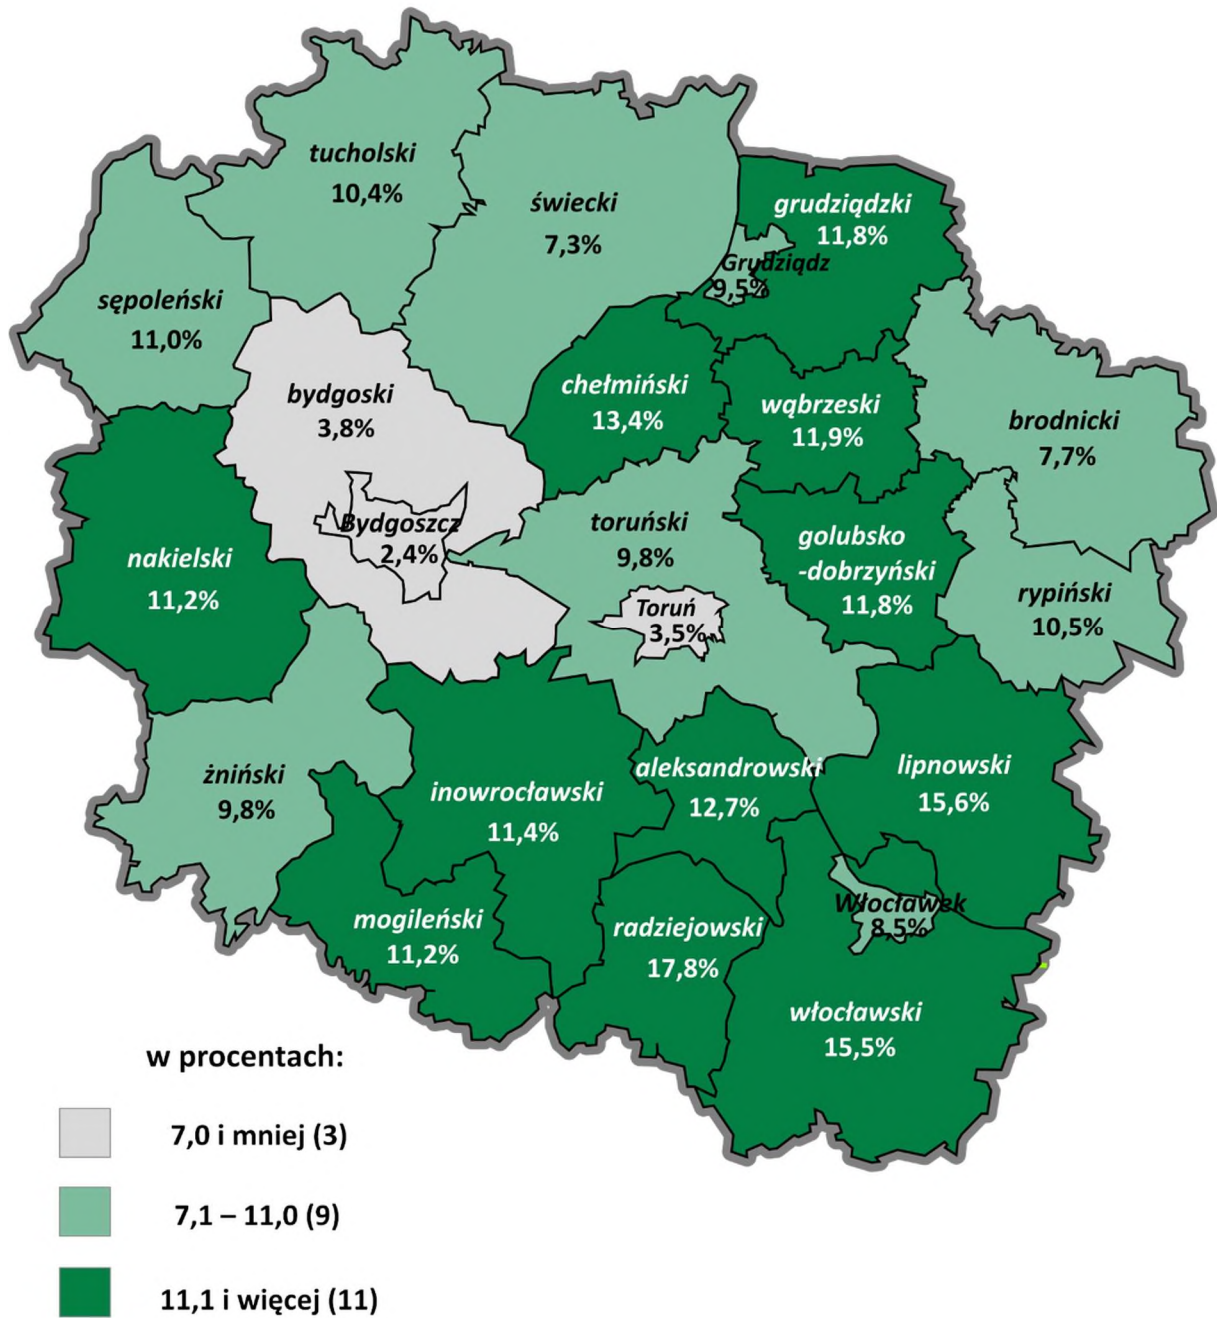 tucholski
10,4%
świecki
7,3%
grudziądzki
11,8%
Grudziądz
9,5%
sępoleński
11,0%
bydgoski
3,8%
chełmiński
13,4%
wąbrzeski
11,9%
brodnicki
7,7%
Bydgoszcz
2,4%
toruński
9,8%
golubsko
-dobrzyński
11,8%
nakielski
11,2%
Toruń
3,5%
rypiński
10,5%
żniński
9,8%
inowrocławski
11,4%
aleksandrowski
12,7%
lipnowski
15,6%
mogileński
11,2%
radziejowski
17,8%
Włocławek
8,5%
włocławski
15,5%
w procentach:
7,0 i mniej (3)
7,1 – 11,0 (9)
11,1 i więcej (11)